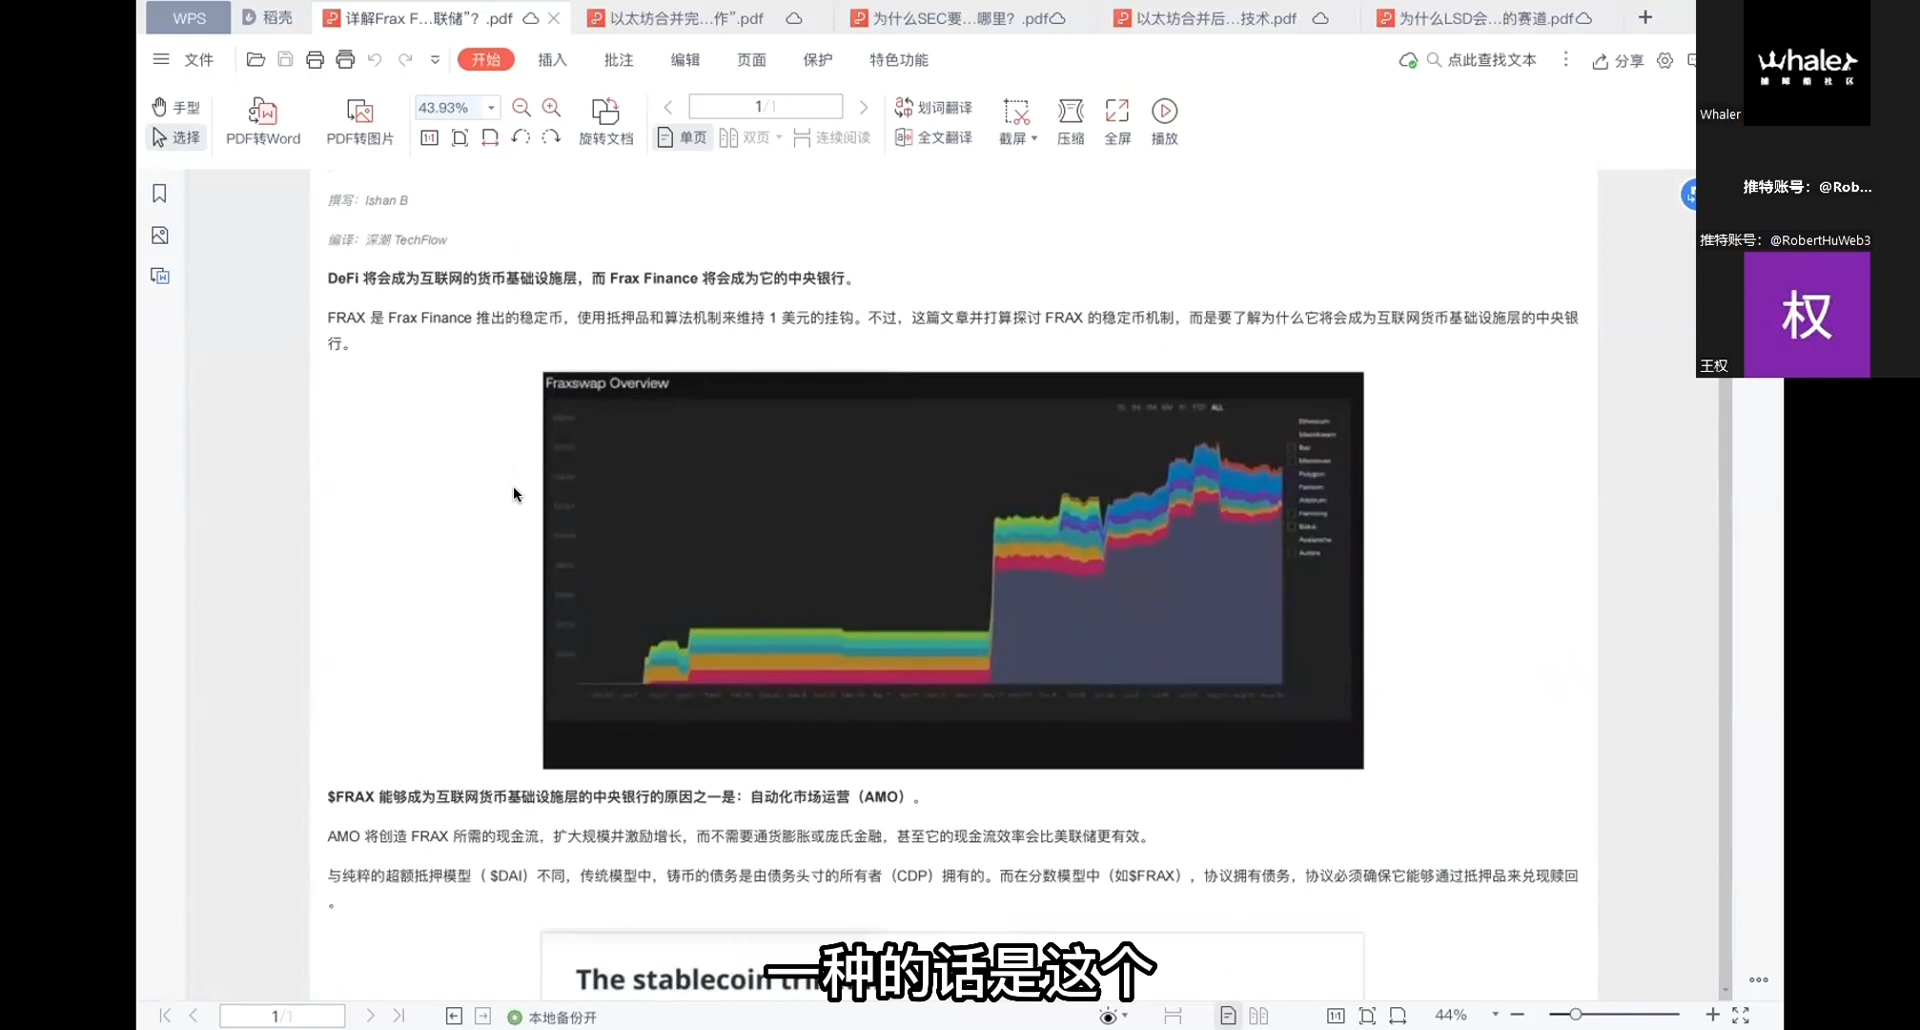 WPS
稻壳
详解Frax F...联储”? .pdf
以太坊合并完...作”.pdf
为什么SEC要...哪里? .pdf
以太坊合并后...技术.pdf
为什么LSD会...的赛道.pdf
文件
开始
插入
批注
编辑
页面
保护
特色功能
点此查找文本
分享
手型
选择
PDF转Word
PDF转图片
43.93%
旋转文档
1/1
单页
双页
连续阅读
划词翻译
全文翻译
截屏
压缩
全屏
播放
whaler
捕鲸船社区
Whaler
推特账号：@Rob...
推特账号：@RobertHuWeb3
权
王权
撰写：Ishan B
编译：深潮 TechFlow
DeFi 将会成为互联网的货币基础设施层，而 Frax Finance 将会成为它的中央银行。
FRAX 是 Frax Finance 推出的稳定币，使用抵押品和算法机制来维持 1 美元的挂钩。不过，这篇文章并打算探讨 FRAX 的稳定币机制，而是要了解为什么它将会成为互联网货币基础设施层的中央银
行。
Fraxswap Overview
ALL
Ethereum
Moonbeam
Bsc
Moonriver
Polygon
Fantom
Arbitrum
Harmony
Avalanche
Aurora
$FRAX 能够成为互联网货币基础设施层的中央银行的原因之一是：自动化市场运营（AMO）。
AMO 将创造 FRAX 所需的现金流，扩大规模并激励增长，而不需要通货膨胀或庞氏金融，甚至它的现金流效率会比美联储更有效。
与纯粹的超额抵押模型（ $DAI）不同，传统模型中，铸币的债务是由债务头寸的所有者（CDP）拥有的。而在分数模型中（如$FRAX），协议拥有债务，协议必须确保它能够通过抵押品来兑现赎回
。
The stablecoin
一种的话是这个
1/1
本地备份开
44%